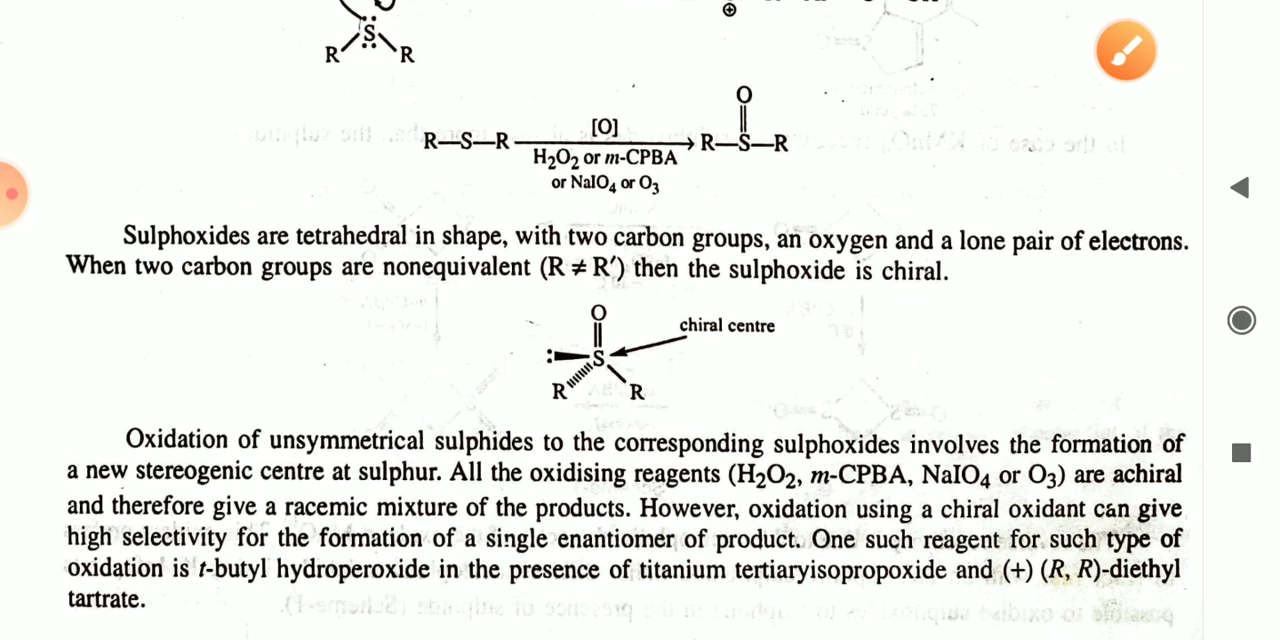 S
R R
O
[O]
R—S—R → R—S—R
H₂O₂ or m-CPBA
or NaIO₄ or O₃
Sulphoxides are tetrahedral in shape, with two carbon groups, an oxygen and a lone pair of electrons.
When two carbon groups are nonequivalent (R ≠ R′) then the sulphoxide is chiral.
O
chiral centre
:S
R R
Oxidation of unsymmetrical sulphides to the corresponding sulphoxides involves the formation of
a new stereogenic centre at sulphur. All the oxidising reagents (H₂O₂, m-CPBA, NaIO₄ or O₃) are achiral
and therefore give a racemic mixture of the products. However, oxidation using a chiral oxidant can give
high selectivity for the formation of a single enantiomer of product. One such reagent for such type of
oxidation is t-butyl hydroperoxide in the presence of titanium tertiaryisopropoxide and (+) (R, R)-diethyl
tartrate.